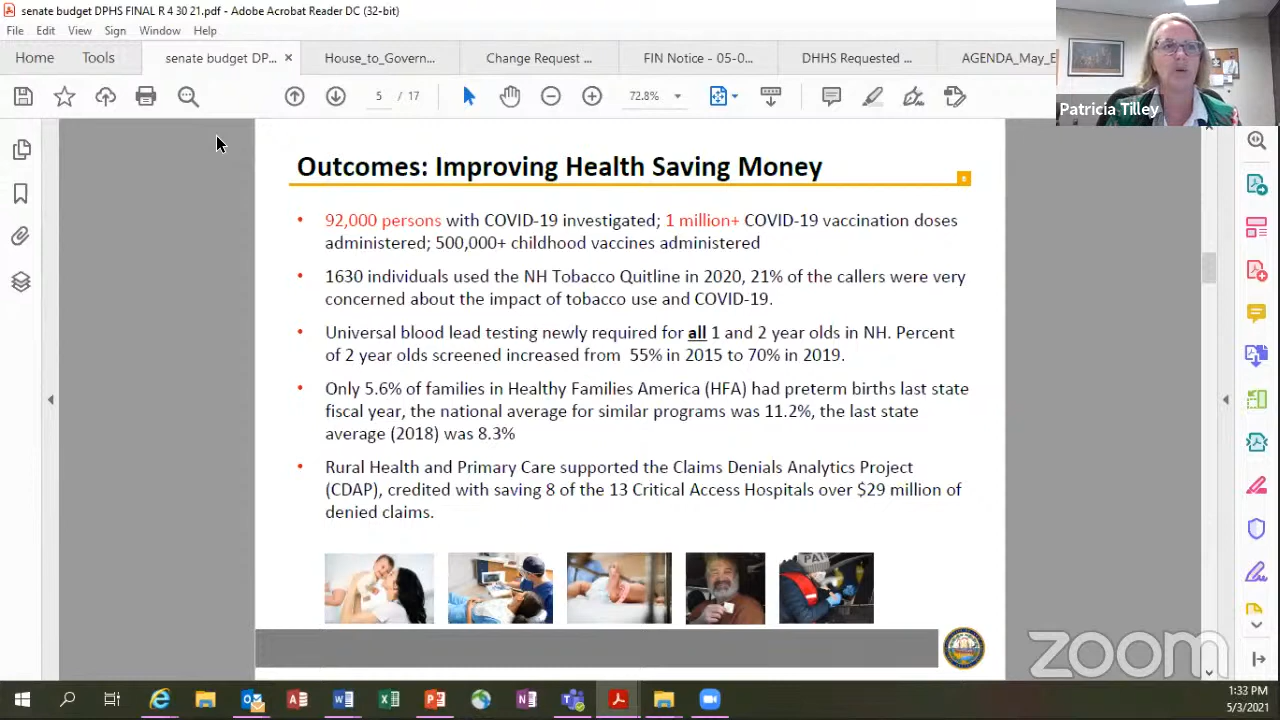 senate budget DPHS FINAL R 4 30 21.pdf - Adobe Acrobat Reader DC (32-bit)
File Edit View Sign Window Help
Home Tools senate budget DP... × House_to_Govern... Change Request ... FIN Notice - 05-0... DHHS Requested ... AGENDA_May_E
5 / 17 72.8%
Patricia Tilley
Outcomes: Improving Health Saving Money
• 92,000 persons with COVID-19 investigated; 1 million+ COVID-19 vaccination doses
administered; 500,000+ childhood vaccines administered
• 1630 individuals used the NH Tobacco Quitline in 2020, 21% of the callers were very
concerned about the impact of tobacco use and COVID-19.
• Universal blood lead testing newly required for all 1 and 2 year olds in NH. Percent
of 2 year olds screened increased from 55% in 2015 to 70% in 2019.
• Only 5.6% of families in Healthy Families America (HFA) had preterm births last state
fiscal year, the national average for similar programs was 11.2%, the last state
average (2018) was 8.3%
• Rural Health and Primary Care supported the Claims Denials Analytics Project
(CDAP), credited with saving 8 of the 13 Critical Access Hospitals over $29 million of
denied claims.
zoom
1:33 PM
5/3/2021